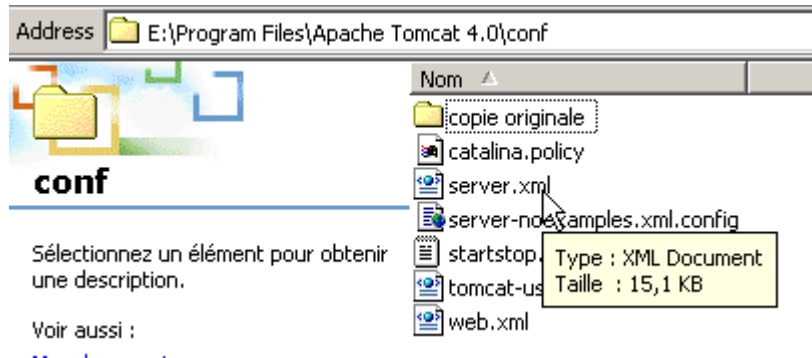 Address E:\Program Files\Apache Tomcat 4.0\conf
Nom
conf
Sélectionnez un élément pour obtenir
une description.
Voir aussi :
copie originale
catalina.policy
server.xml
server-noexamples.xml.config
startstop.
tomcat-us
web.xml
Type : XML Document
Taille : 15,1 KB